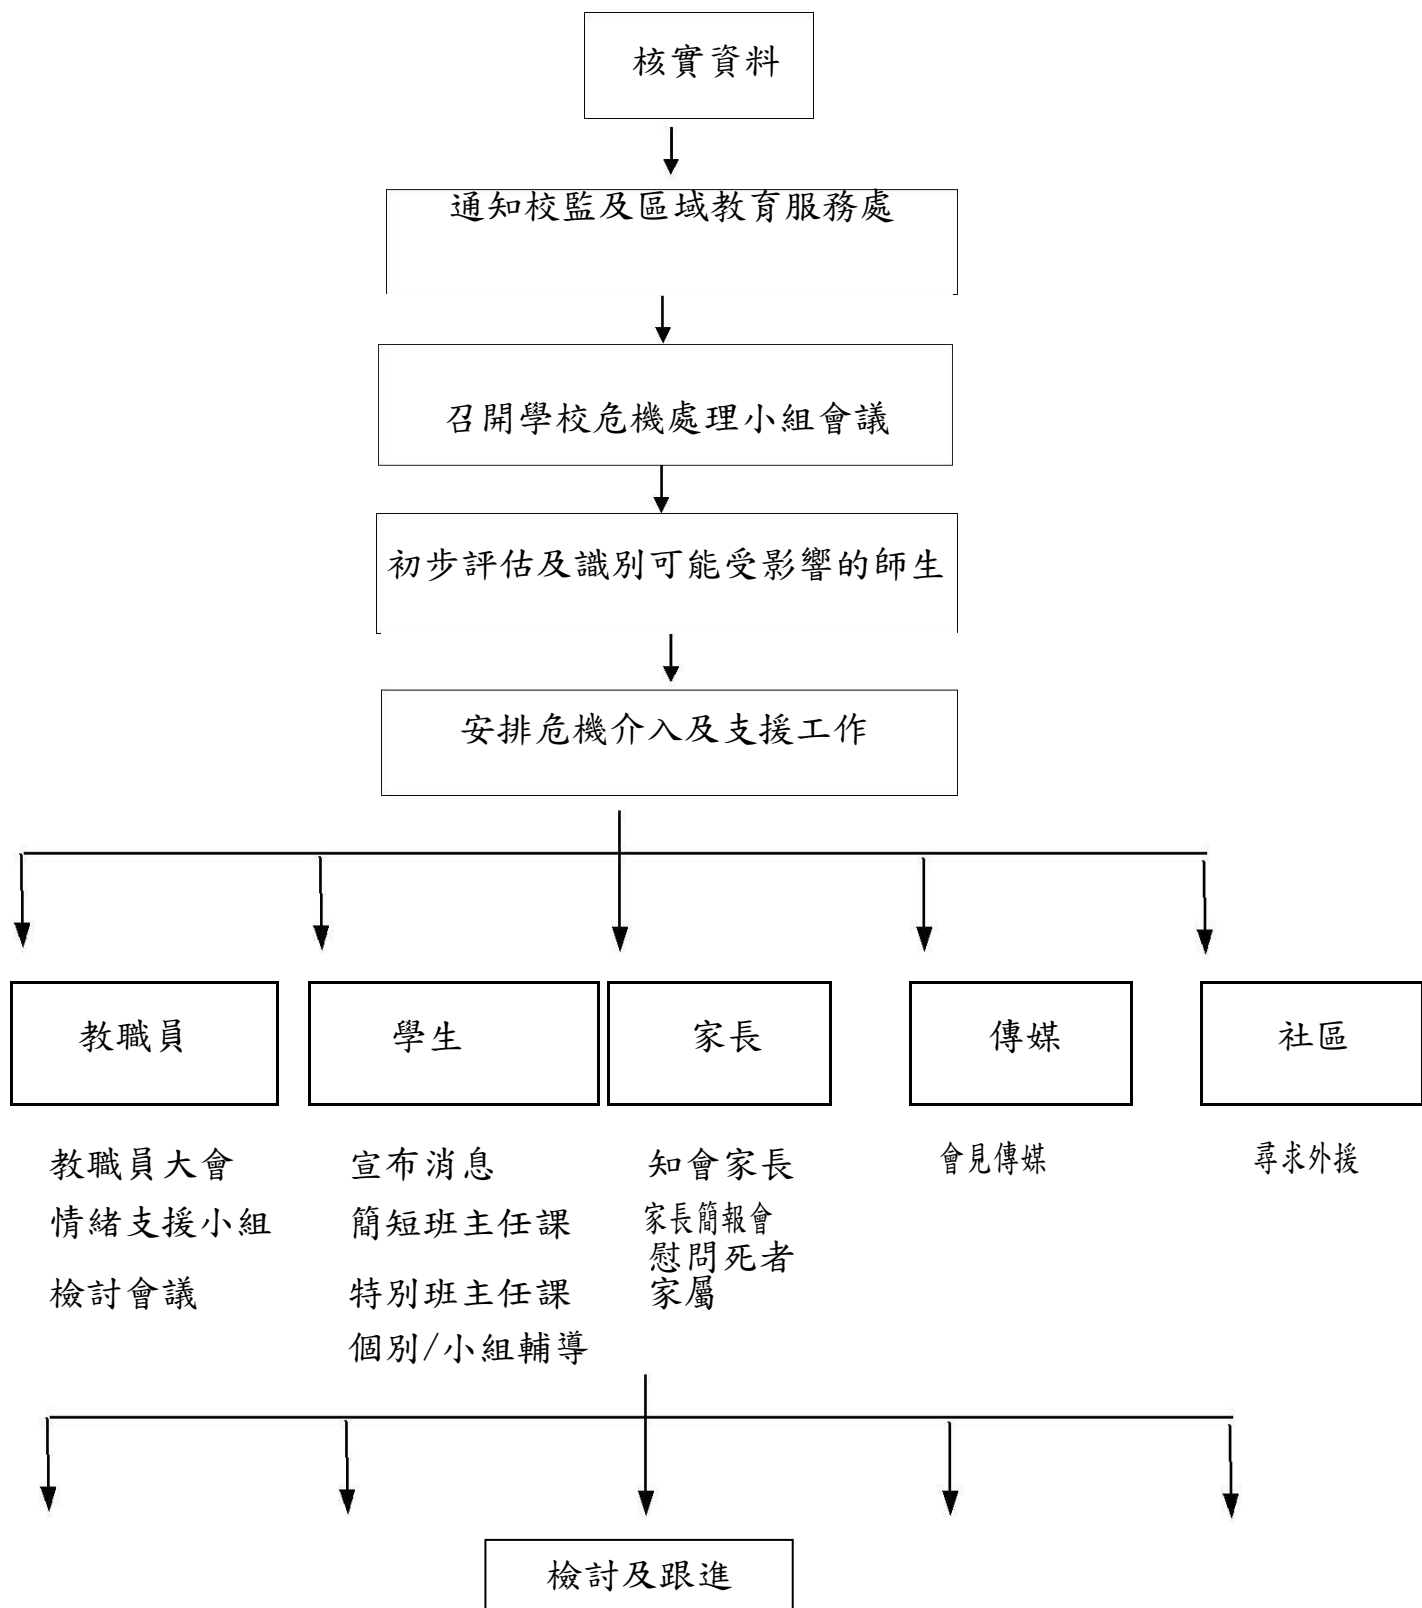 核實資料
通知校監及區域教育服務處
召開學校危機處理小組會議
初步評估及識別可能受影響的師生
安排危機介入及支援工作
教職員
學生
家長
傳媒
社區
教職員大會
情緒支援小組
檢討會議
宣布消息
簡短班主任課
特別班主任課
個別/小組輔導
知會家長
家長簡報會
慰問死者
家屬
會見傳媒
尋求外援
檢討及跟進